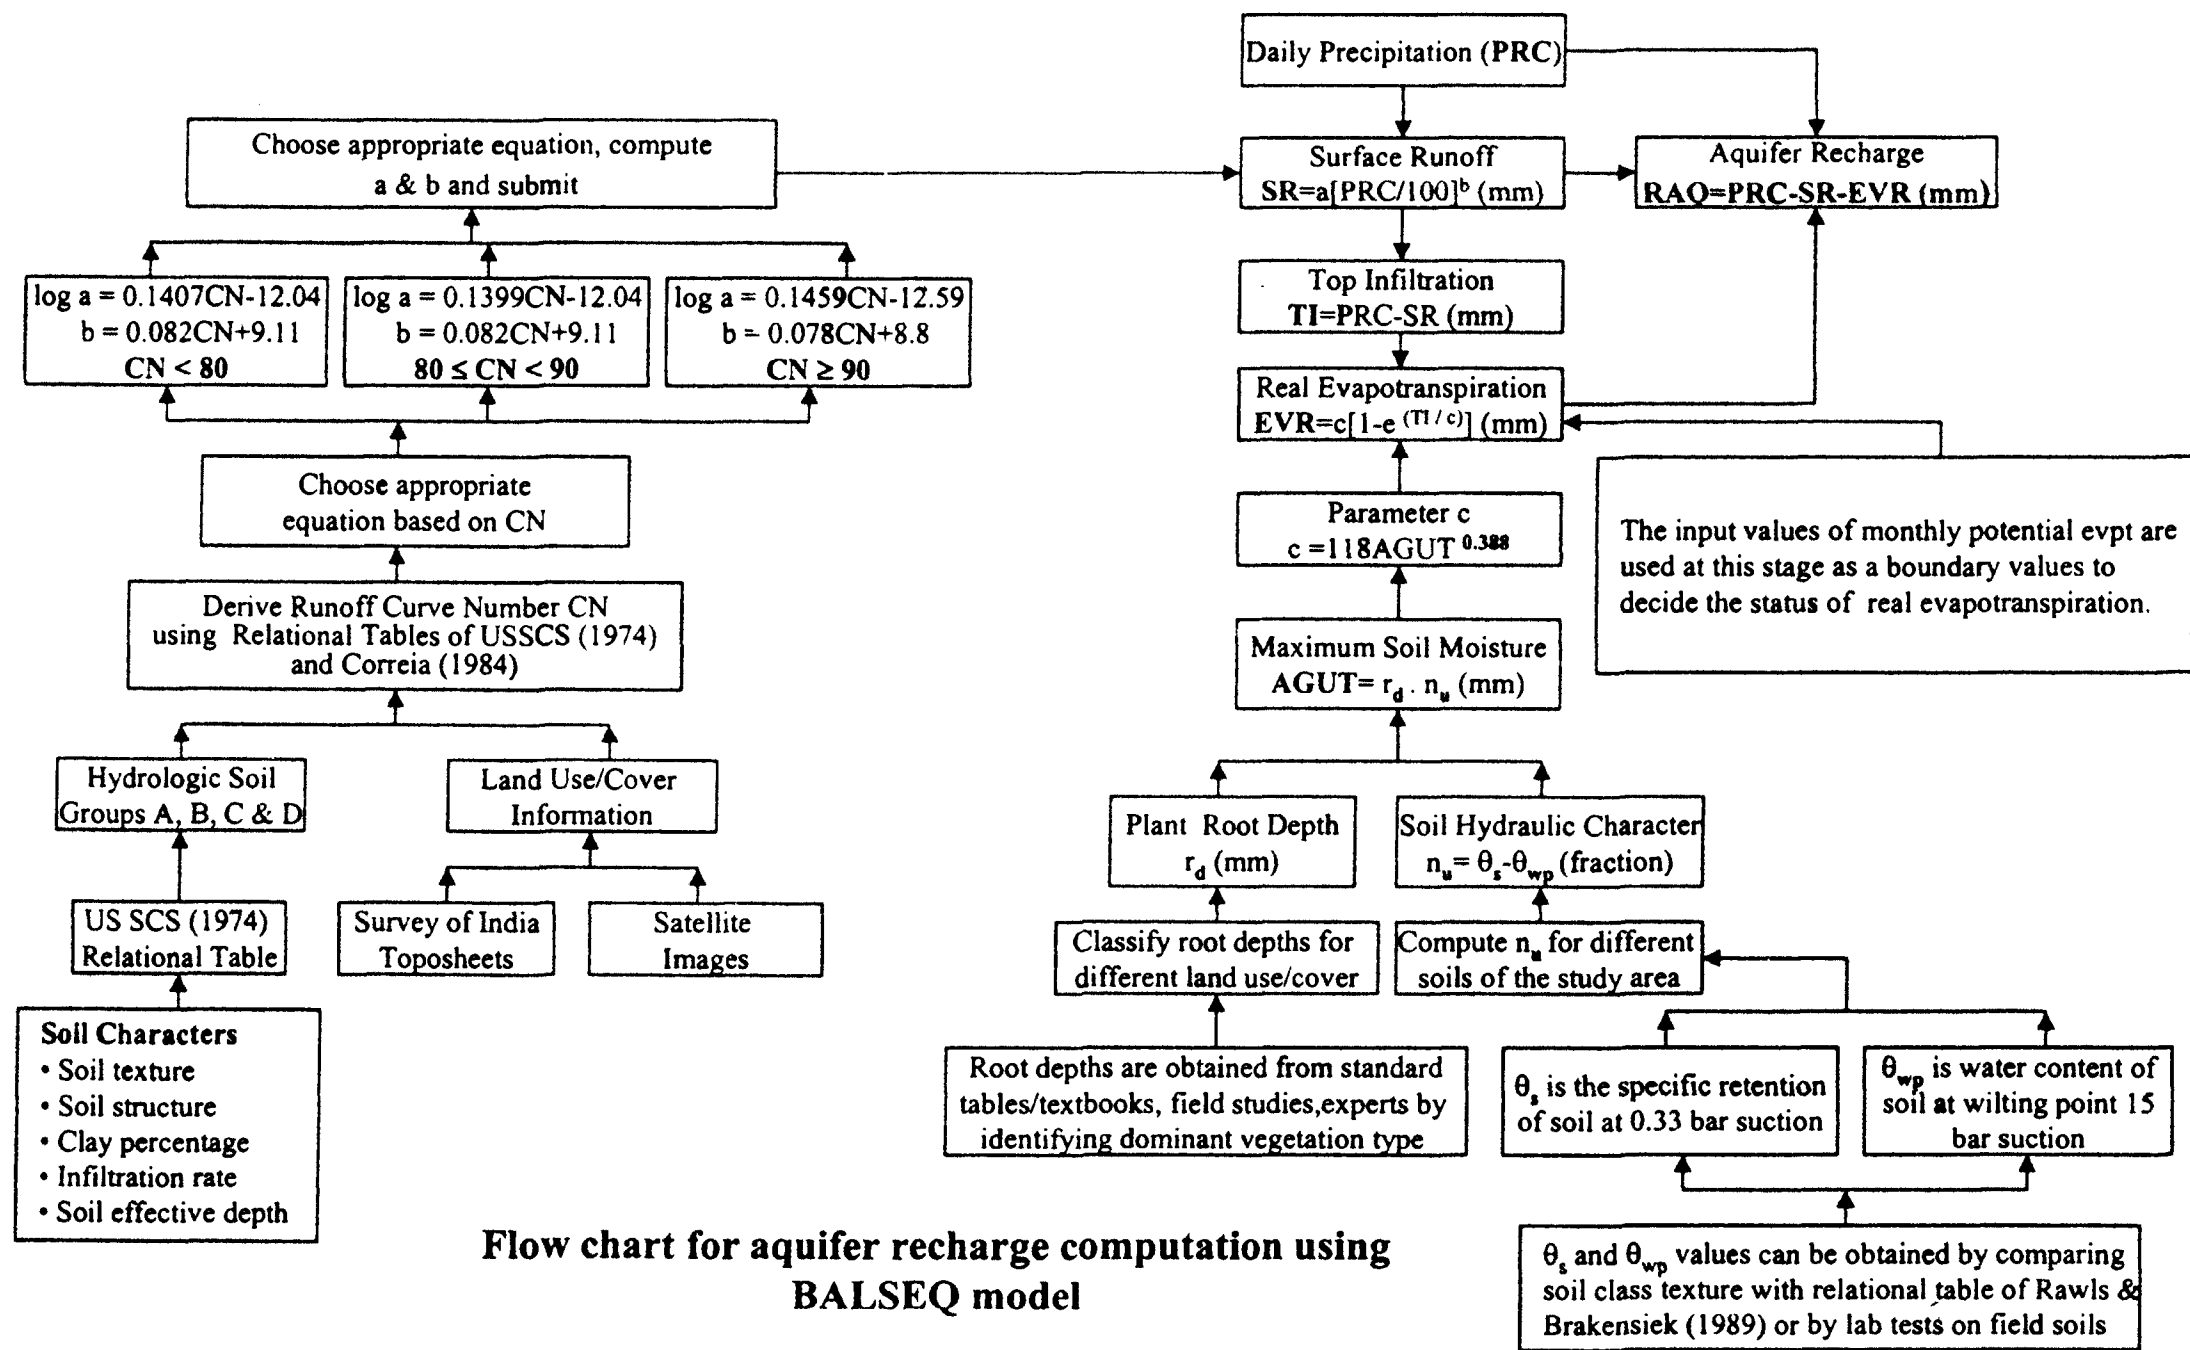 Daily Precipitation (PRC)
Choose appropriate equation, compute
a & b and submit
Surface Runoff
SR=a[PRC/100]ᵇ (mm)
Aquifer Recharge
RAQ=PRC-SR-EVR (mm)
log a = 0.1407CN-12.04
b = 0.082CN+9.11
CN < 80
log a = 0.1399CN-12.04
b = 0.082CN+9.11
80 ≤ CN < 90
log a = 0.1459CN-12.59
b = 0.078CN+8.8
CN ≥ 90
Top Infiltration
TI=PRC-SR (mm)
Real Evapotranspiration
EVR=c[1-e (TI / c)] (mm)
Choose appropriate
equation based on CN
Parameter c
c =118AGUT 0.388
The input values of monthly potential evpt are
used at this stage as a boundary values to
decide the status of real evapotranspiration.
Derive Runoff Curve Number CN
using Relational Tables of USSCS (1974)
and Correia (1984)
Maximum Soil Moisture
AGUT= r_d . n_u (mm)
Hydrologic Soil
Groups A, B, C & D
Land Use/Cover
Information
Plant Root Depth
r_d (mm)
Soil Hydraulic Character
n_u= θ_s-θ_wp (fraction)
US SCS (1974)
Relational Table
Survey of India
Toposheets
Satellite
Images
Classify root depths for
different land use/cover
Compute n_u for different
soils of the study area
Soil Characters
• Soil texture
• Soil structure
• Clay percentage
• Infiltration rate
• Soil effective depth
Root depths are obtained from standard
tables/textbooks, field studies,experts by
identifying dominant vegetation type
θ_s is the specific retention
of soil at 0.33 bar suction
θ_wp is water content of
soil at wilting point 15
bar suction
θ_s and θ_wp values can be obtained by comparing
soil class texture with relational table of Rawls &
Brakensiek (1989) or by lab tests on field soils
Flow chart for aquifer recharge computation using
BALSEQ model